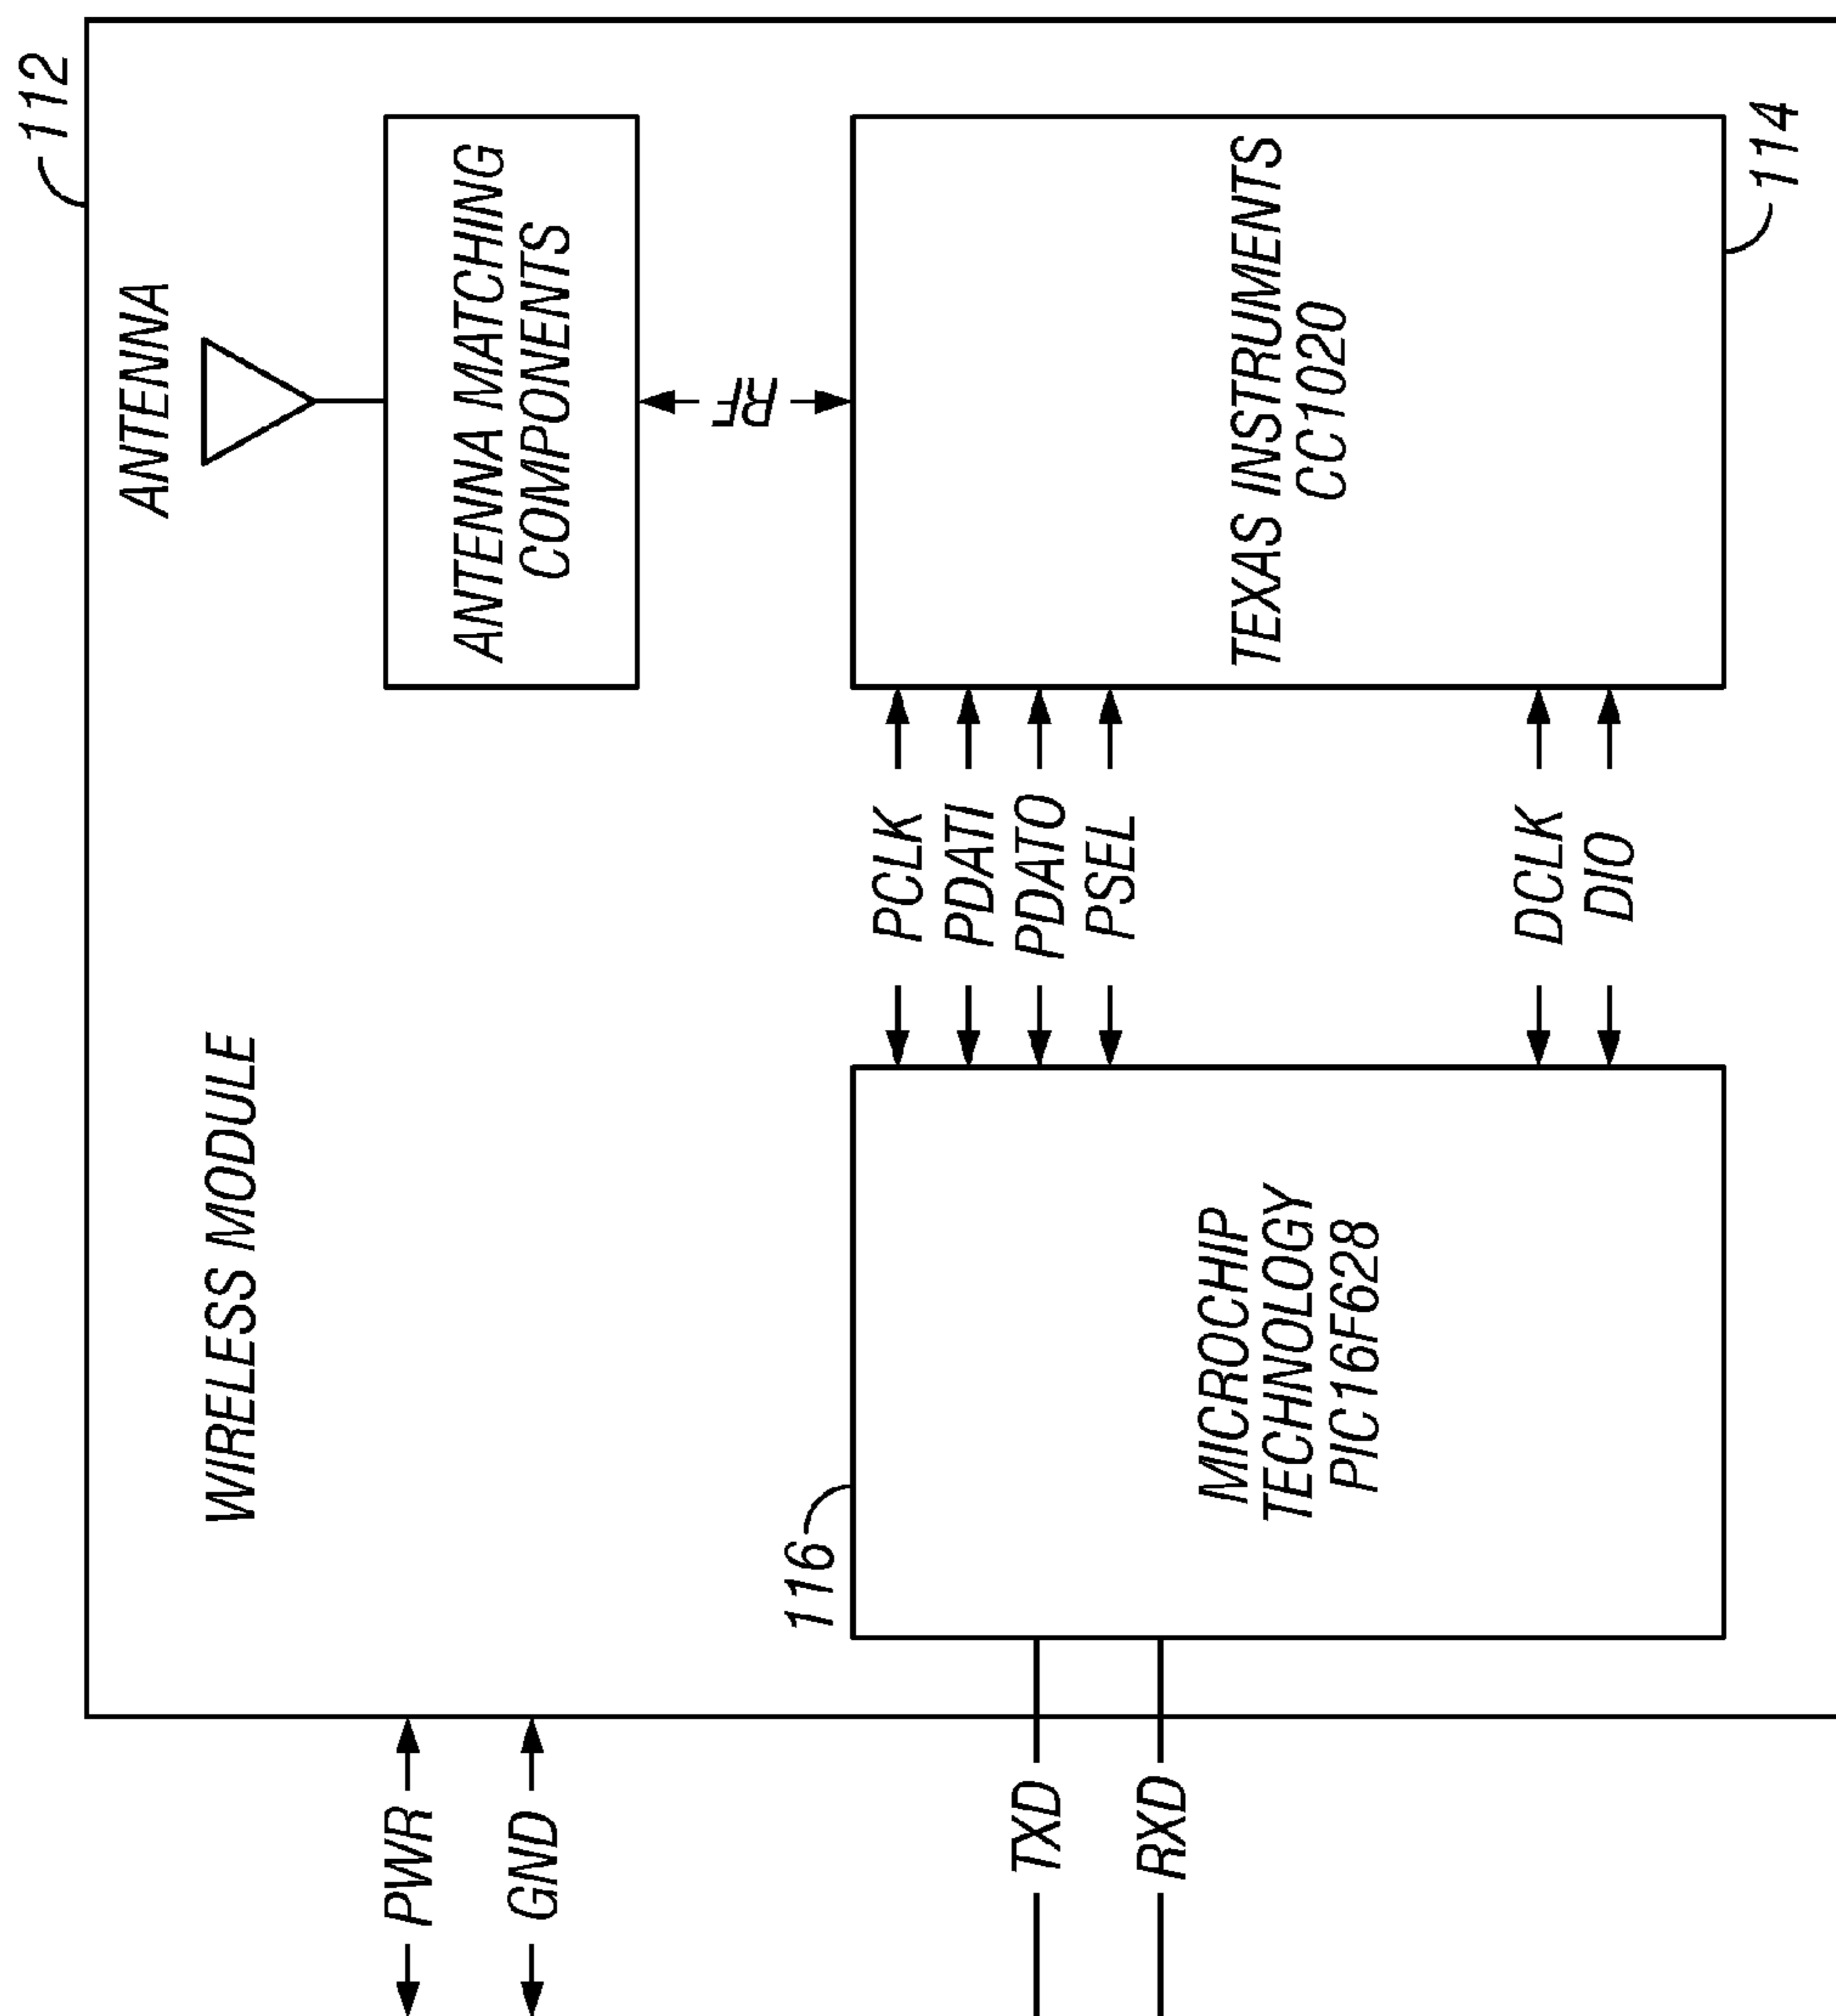 112
ANTENNA
WIRELESS MODULE
PWR
GND
ANTENNA MATCHING
COMPONENTS
RF
116
PCLK
PDATI
PDATO
PSEL
TXD
RXD
MICROCHIP
TECHNOLOGY
PIC16F628
TEXAS INSTRUMENTS
CC1020
DCLK
DIO
114